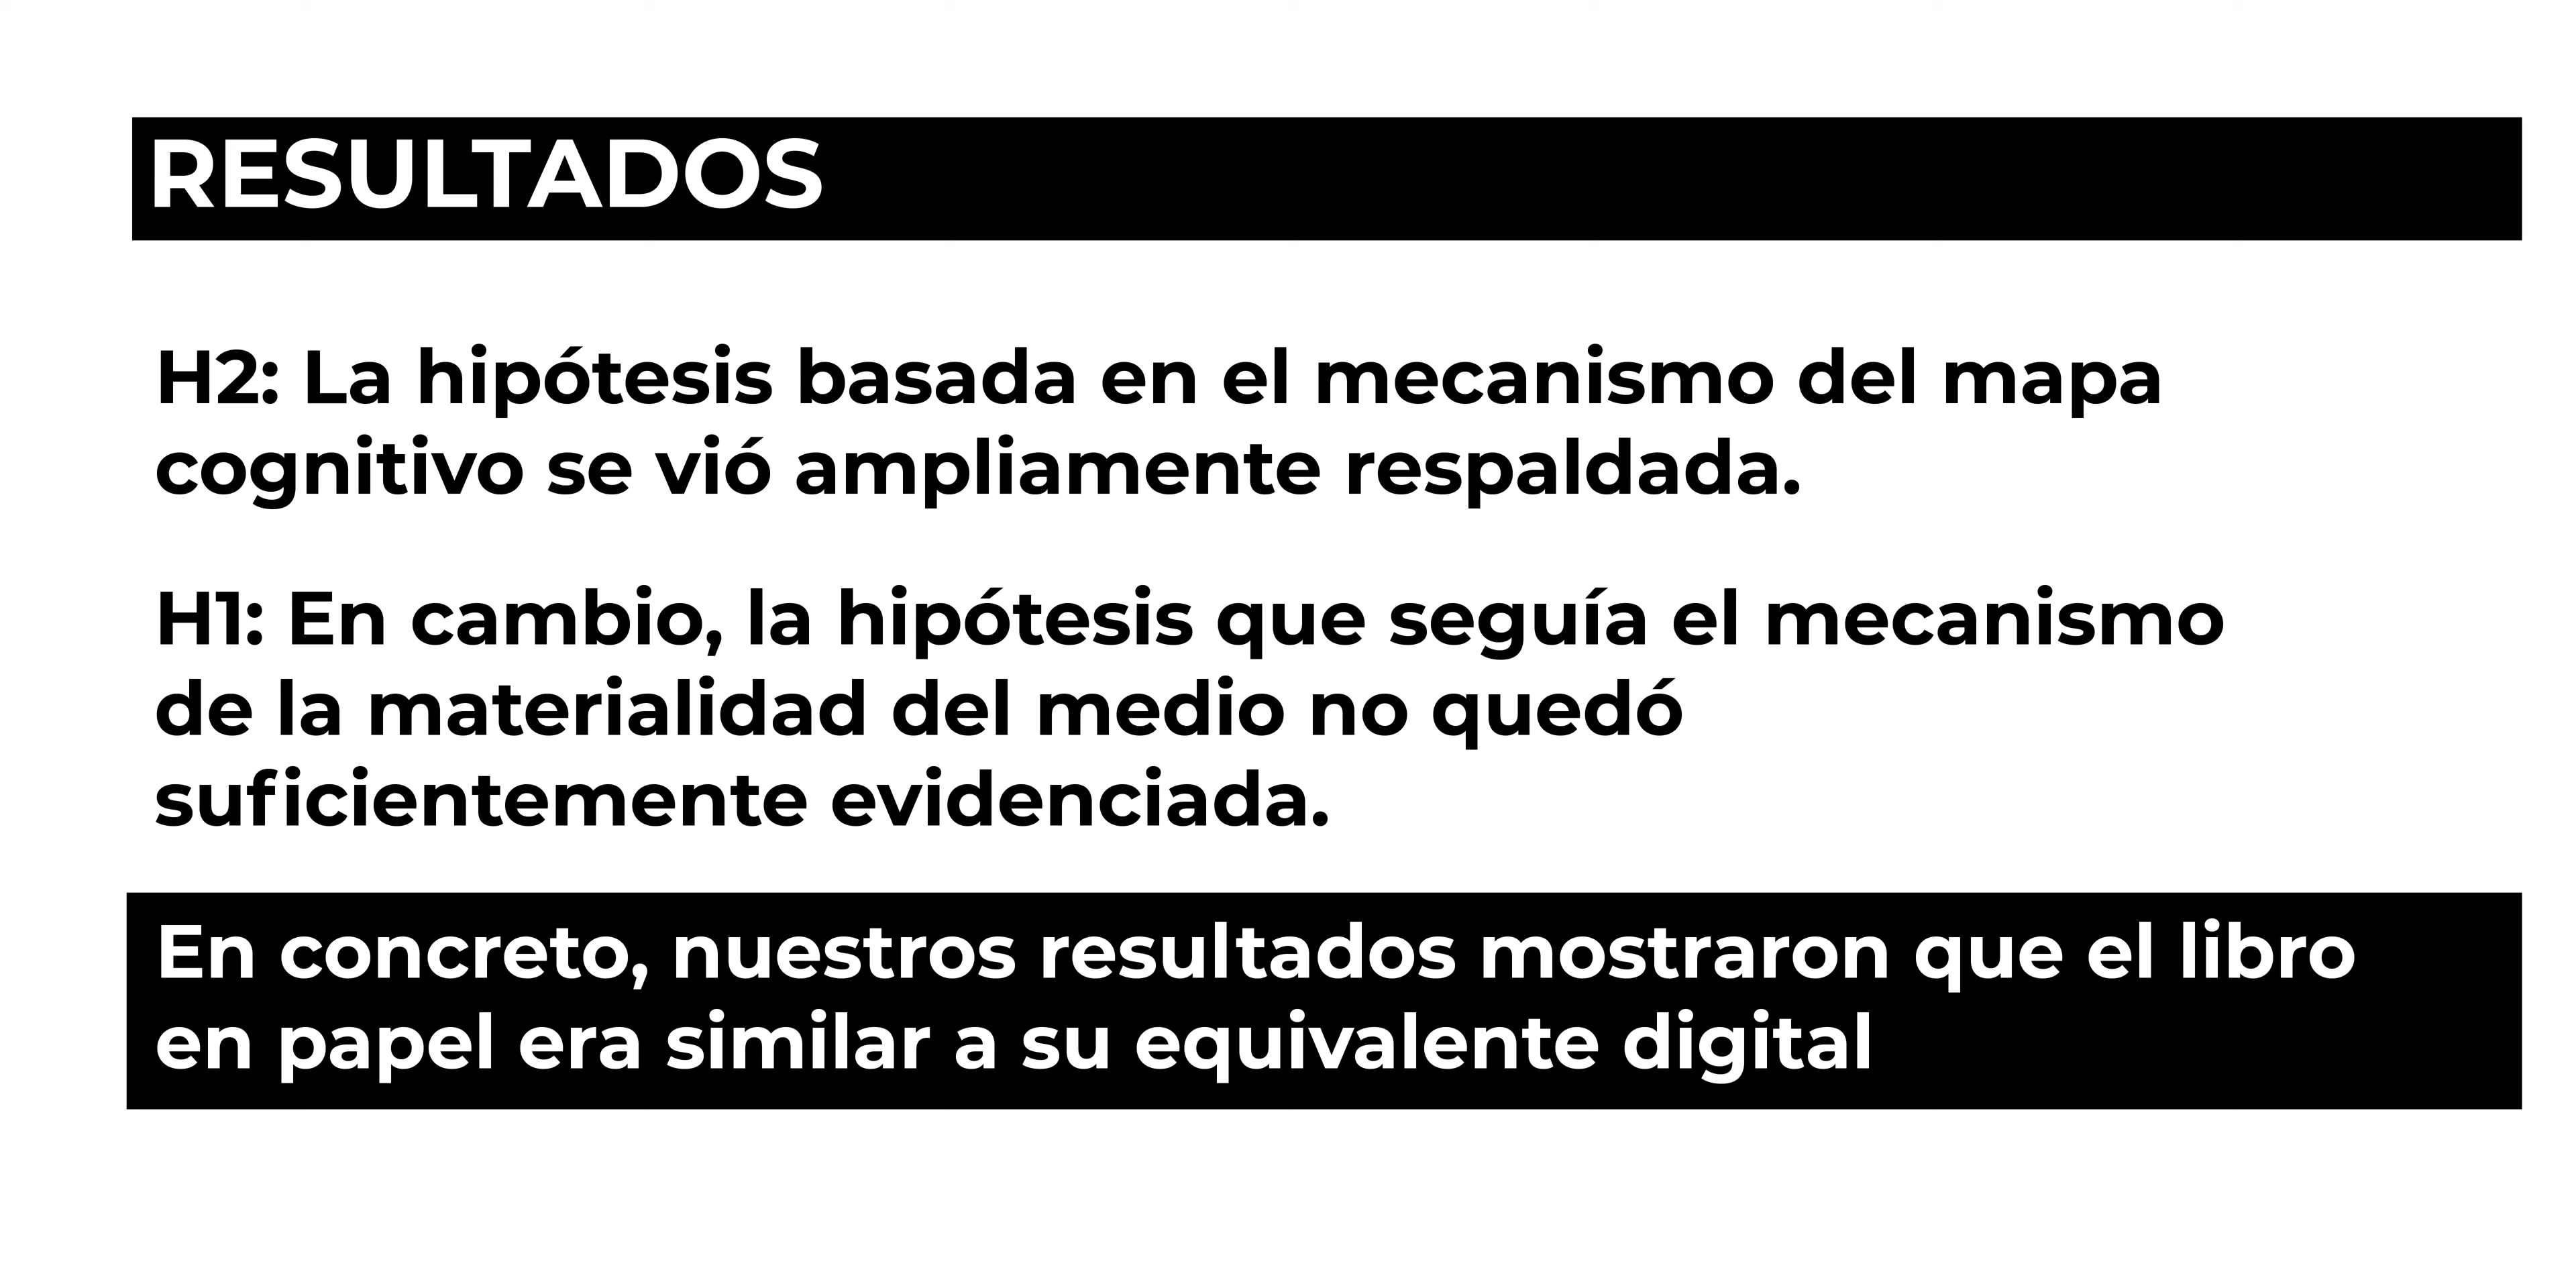 RESULTADOS
H2: La hipótesis basada en el mecanismo del mapa
cognitivo se vió ampliamente respaldada.
H1: En cambio, la hipótesis que seguía el mecanismo
de la materialidad del medio no quedó
suficientemente evidenciada.
En concreto, nuestros resultados mostraron que el libro
en papel era similar a su equivalente digital